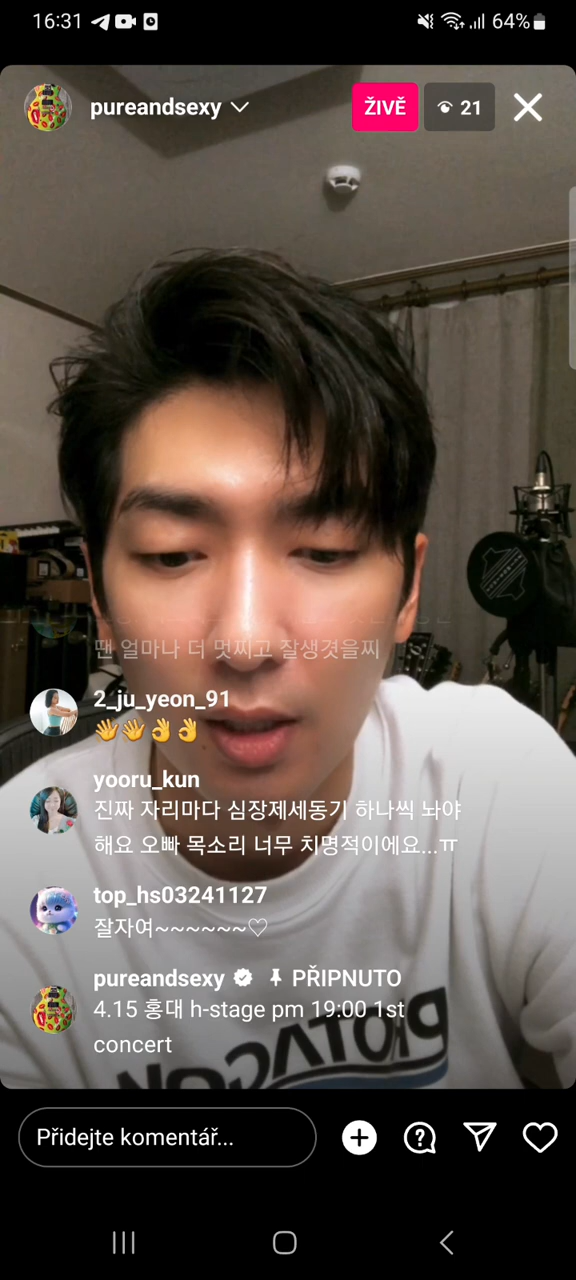 16:31
64%
pureandsexy
ŽIVĚ
21
땐 얼마나 더 멋찌고 잘생겻을찌
2_ju_yeon_91
👋👋👌👌
yooru_kun
진짜 자리마다 심장제세동기 하나씩 놔야
해요 오빠 목소리 너무 치명적이에요...ㅠ
top_hs03241127
잘자여~~~~~~♡
pureandsexy PŘIPNUTO
4.15 홍대 h-stage pm 19:00 1st
concert
Přidejte komentář...